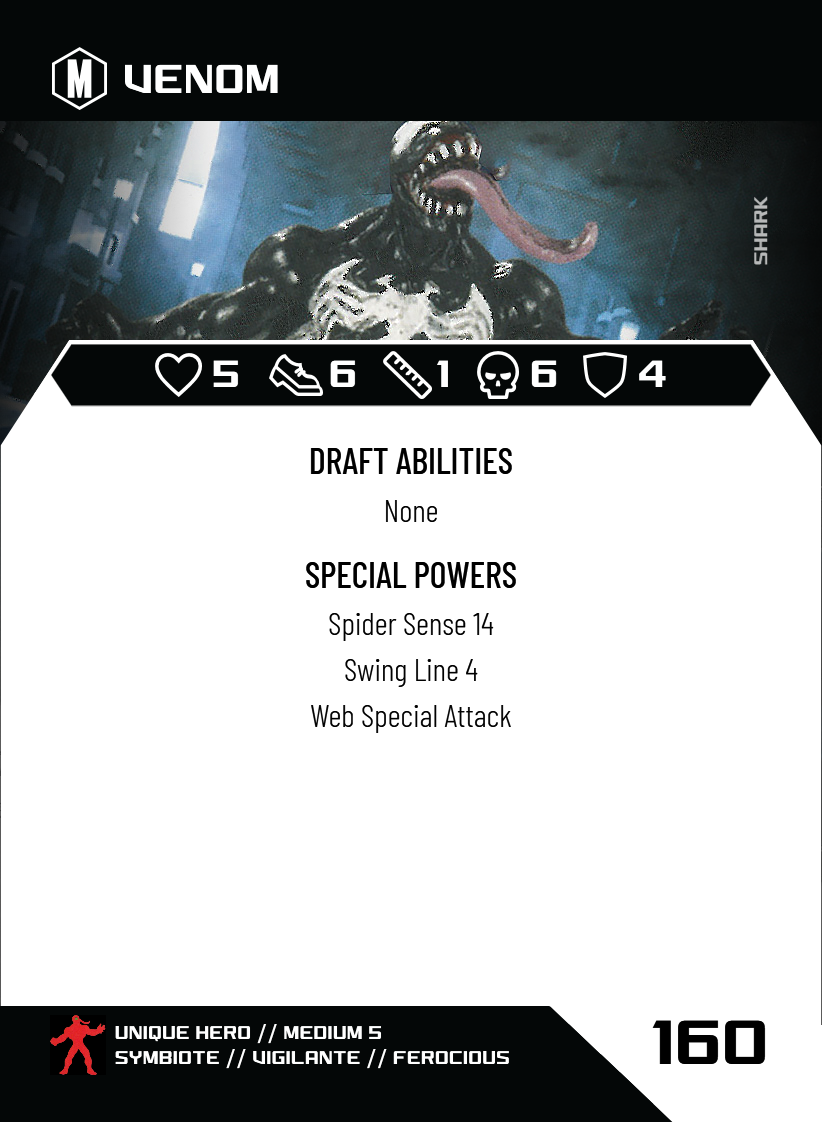 M VENOM
SHARK
5 6 1 6 4
DRAFT ABILITIES
None
SPECIAL POWERS
Spider Sense 14
Swing Line 4
Web Special Attack
UNIQUE HERO // MEDIUM 5
SYMBIOTE // VIGILANTE // FEROCIOUS
160